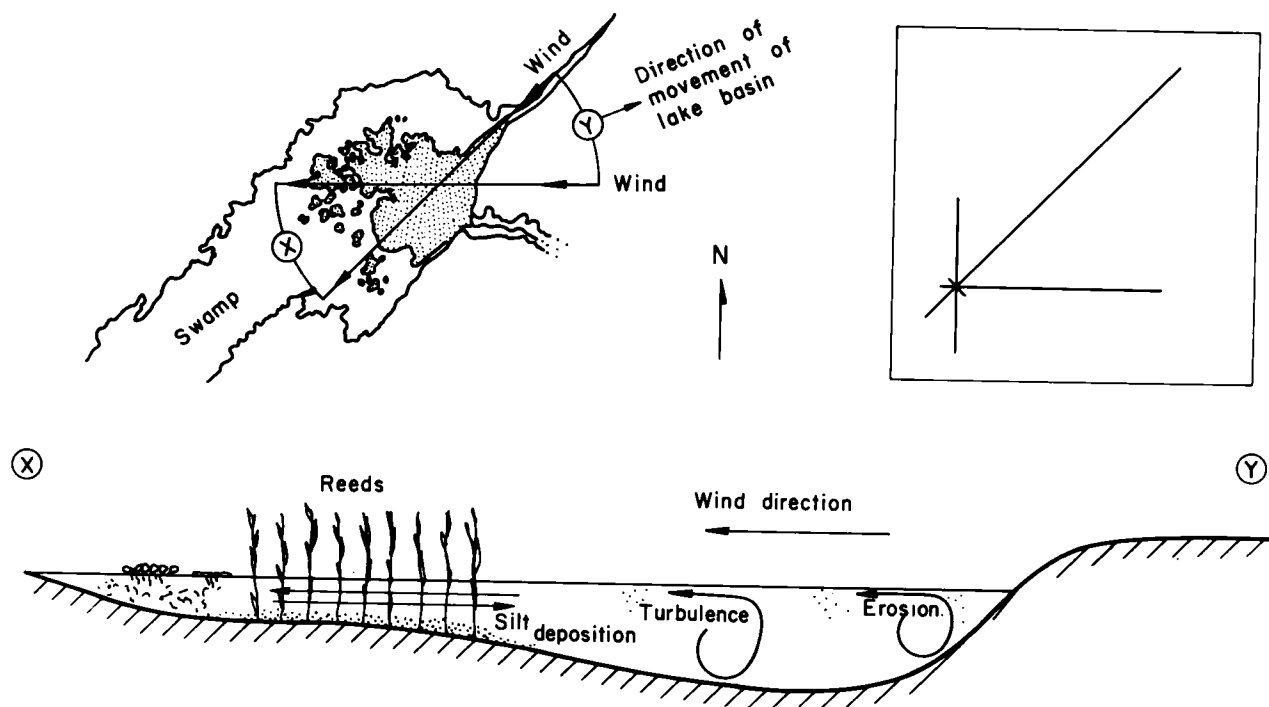 Wind
Y
Direction of
movement of
lake basin
Wind
X
Swamp
N
X
Y
Reeds
Wind direction
Silt deposition
Turbulence
Erosion